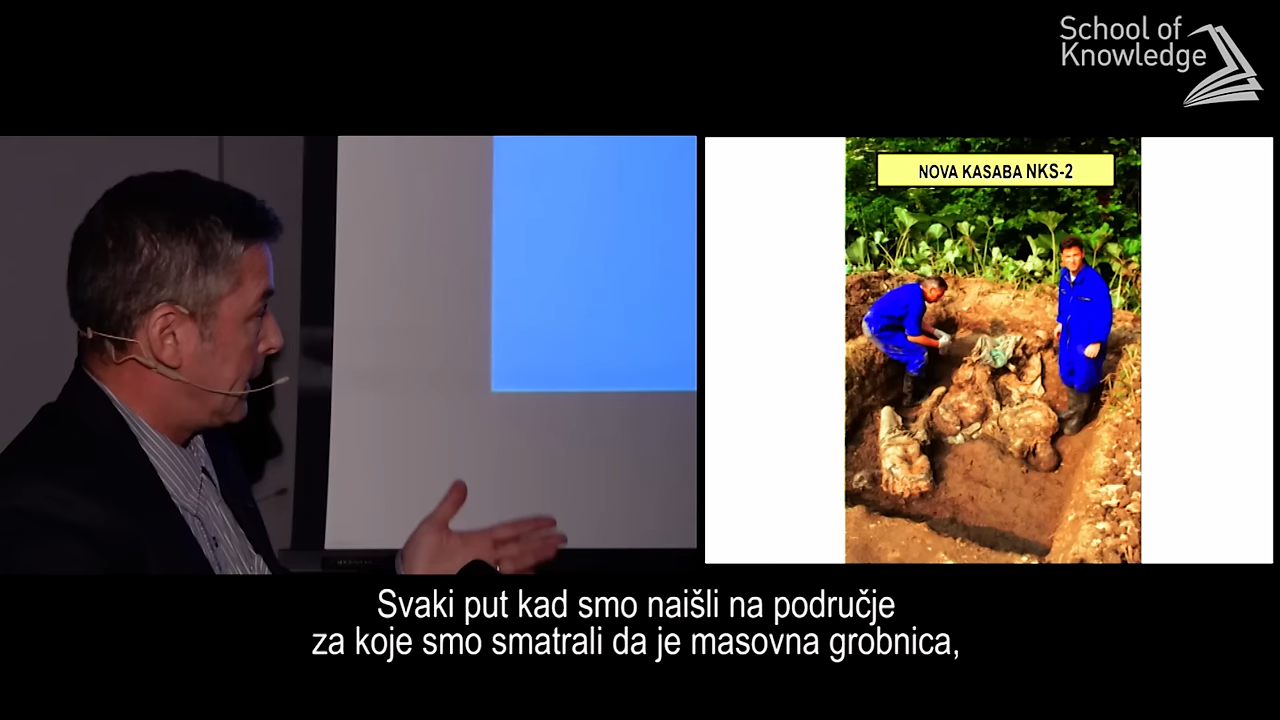 School of
Knowledge
NOVA KASABA NKS-2
Svaki put kad smo naišli na područje
za koje smo smatrali da je masovna grobnica,